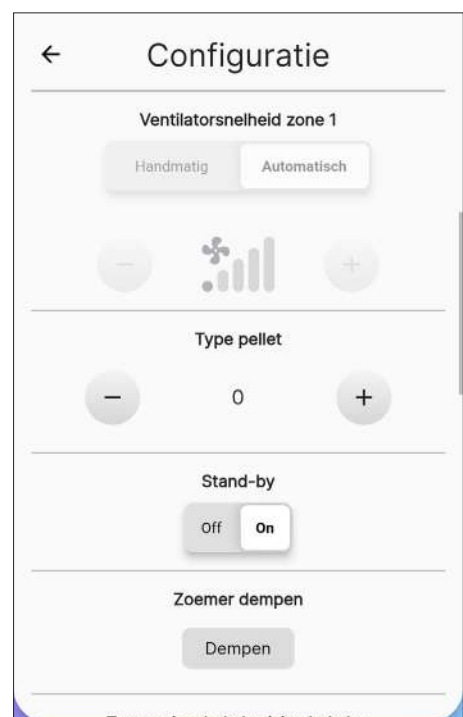 Configuratie
Ventilatorsnelheid zone 1
Handmatig Automatisch
Type pellet
− 0 +
Stand-by
Off On
Zoemer dempen
Dempen